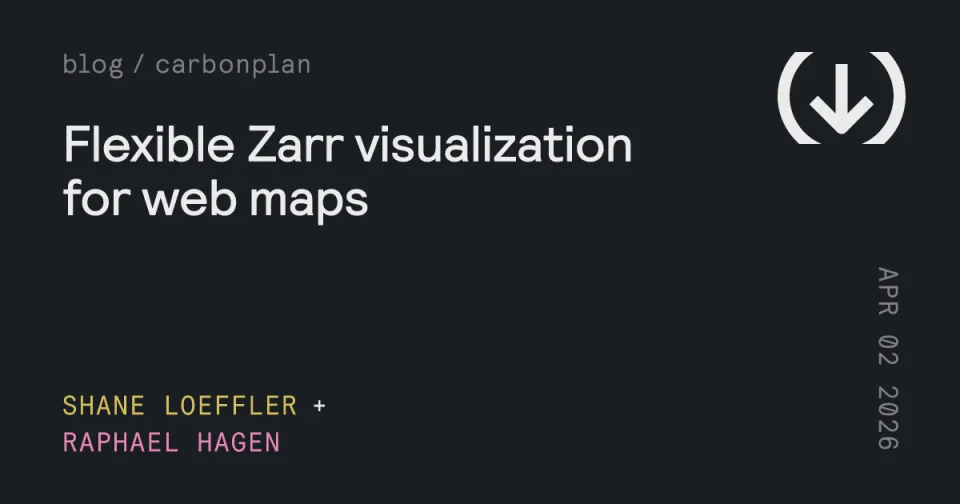 blog / carbonplan
Flexible Zarr visualization
for web maps
SHANE LOEFFLER +
RAPHAEL HAGEN
APR 02 2026